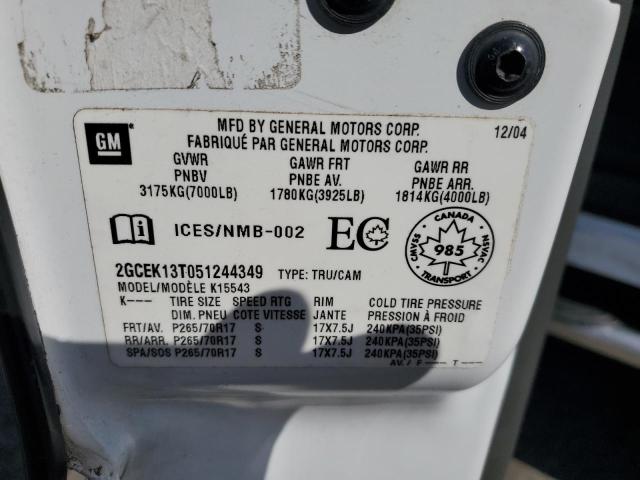 GM
MFD BY GENERAL MOTORS CORP. 12/04
FABRIQUÉ PAR GENERAL MOTORS CORP.
GVWR GAWR FRT GAWR RR
PNBV PNBE AV. PNBE ARR.
3175KG(7000LB) 1780KG(3925LB) 1814KG(4000LB)
i ICES/NMB-002 EC
CANADA
NSVAC 985 SVNAC
TRANSPORT
2GCEK13T051244349 TYPE: TRU/CAM
MODEL/MODÈLE K15543
K--- TIRE SIZE SPEED RTG RIM COLD TIRE PRESSURE
DIM. PNEU COTE VITESSE JANTE PRESSION À FROID
FRT/AV. P265/70R17 S 17X7.5J 240KPA(35PSI)
RR/ARR. P265/70R17 S 17X7.5J 240KPA(35PSI)
SPA/SOS P265/70R17 S 17X7.5J 240KPA(35PSI)
AV./F--- T---